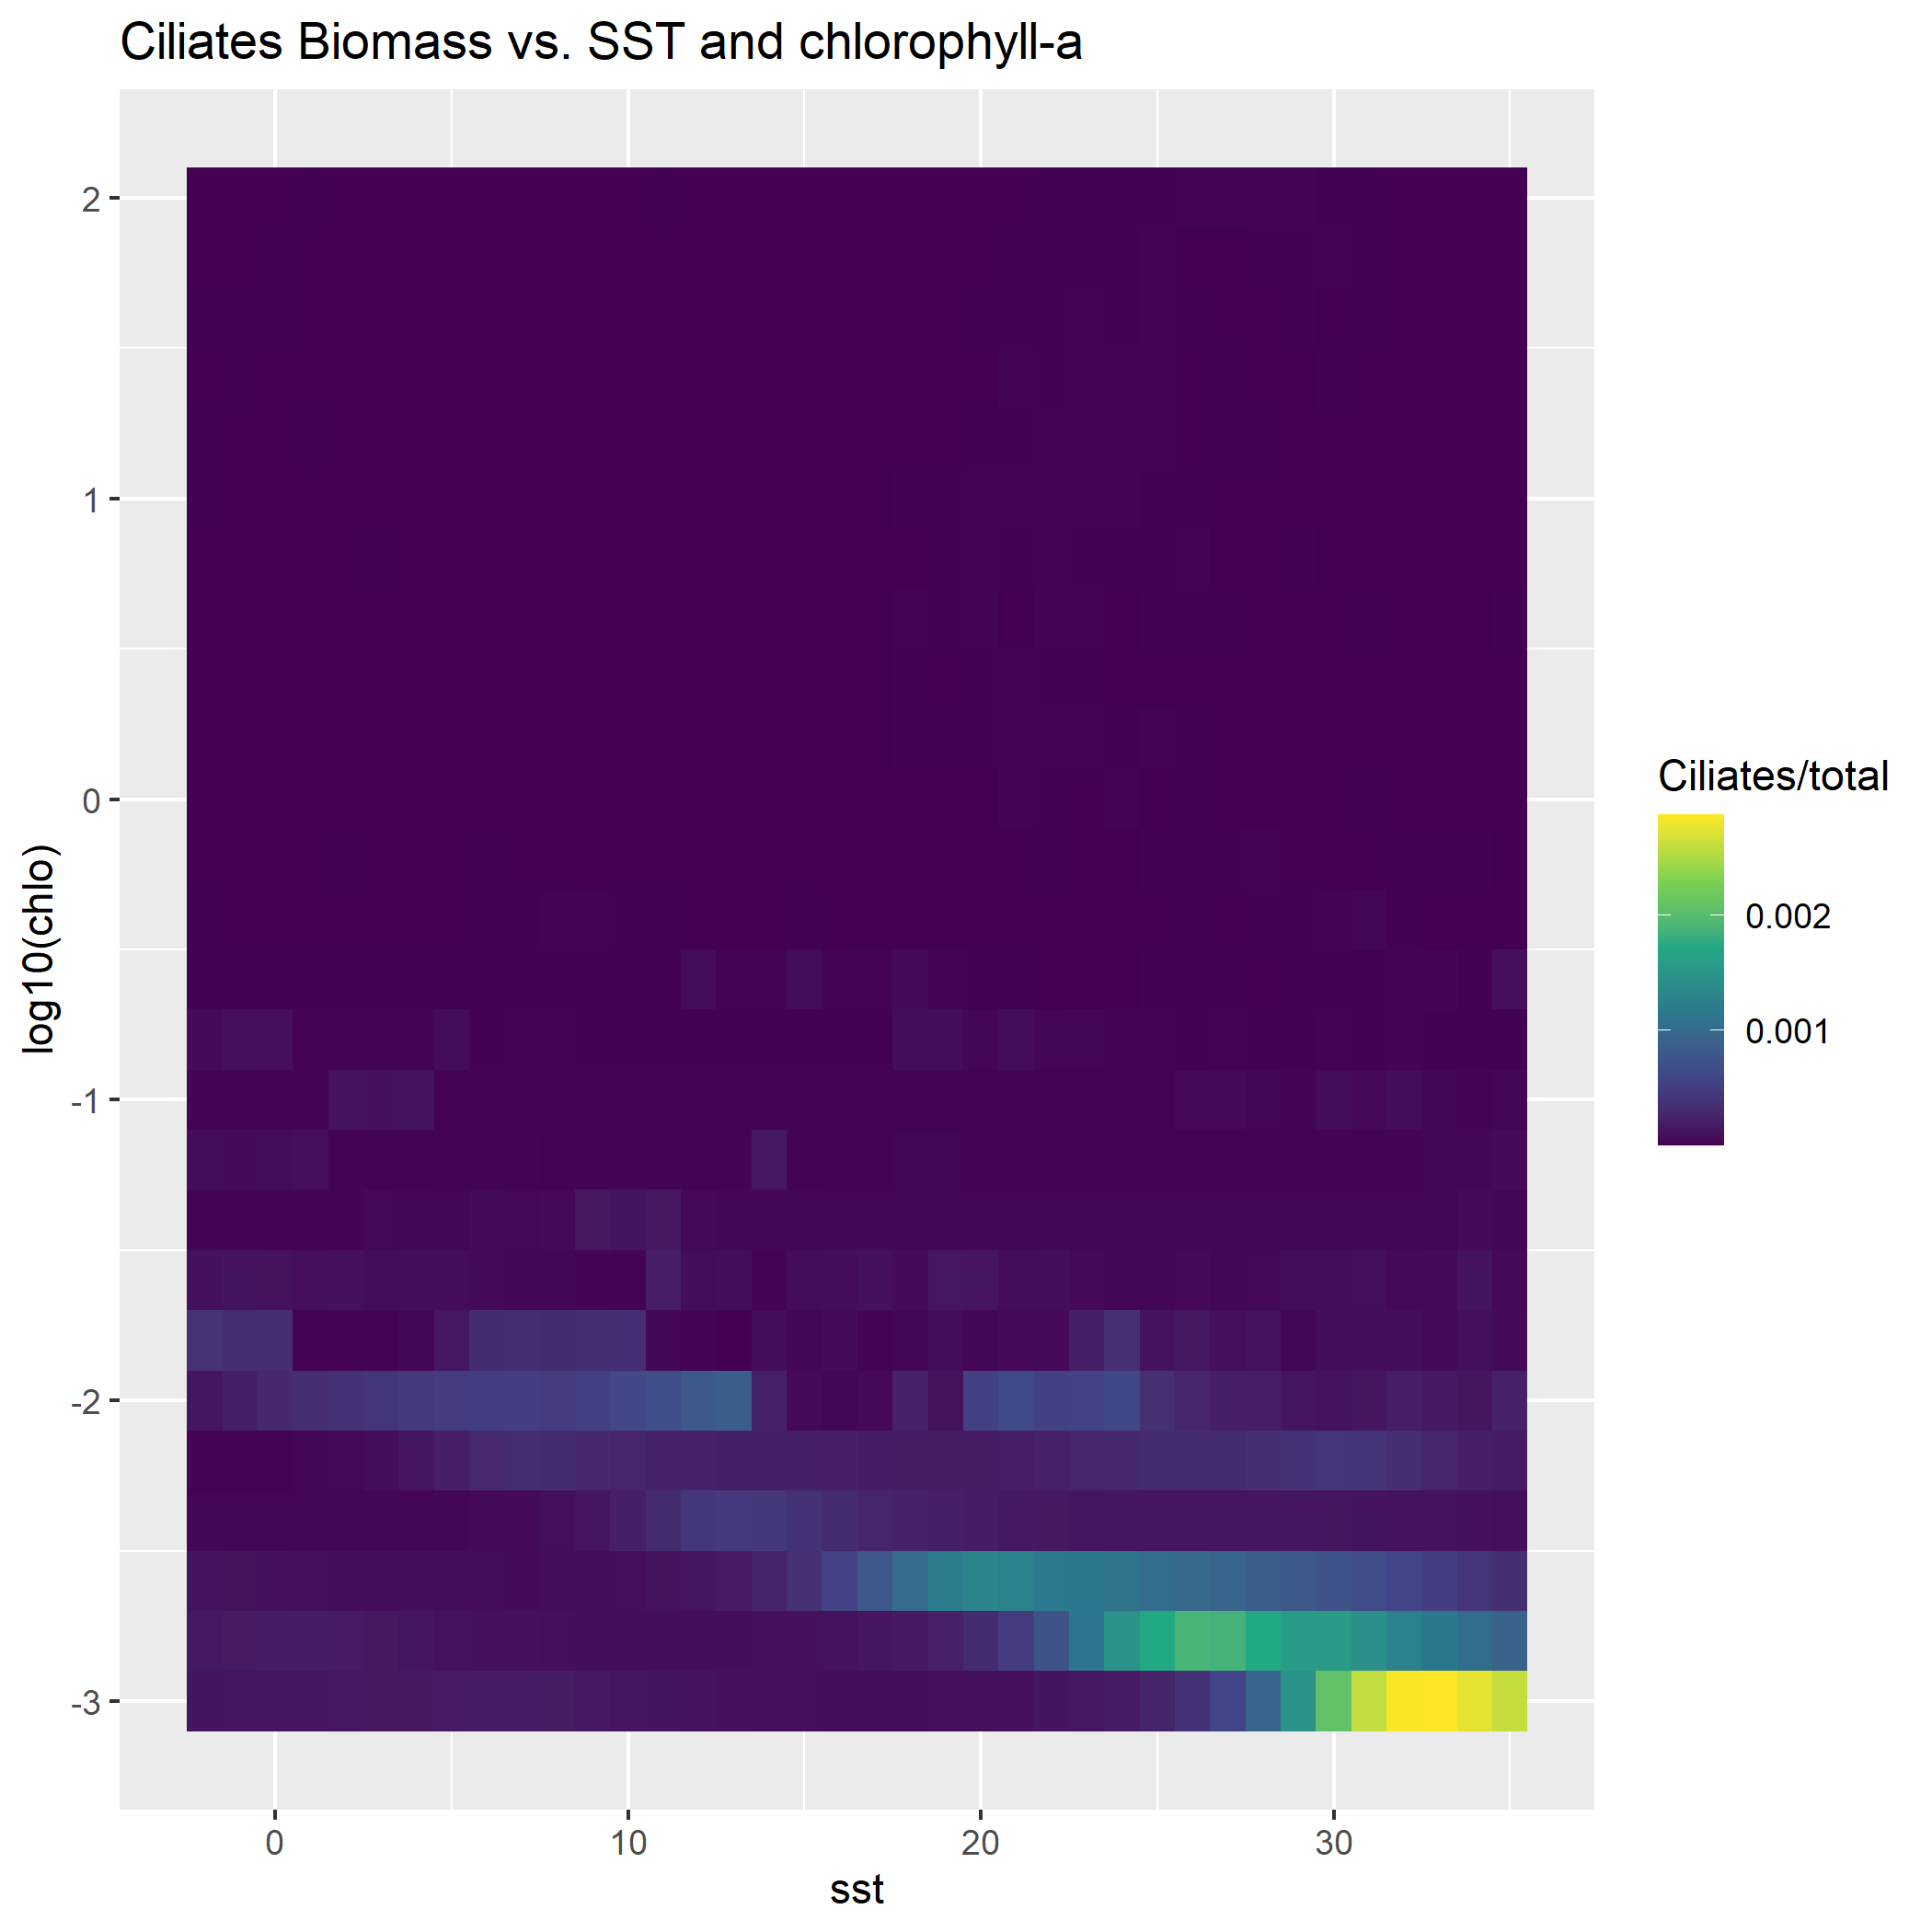 Ciliates Biomass vs. SST and chlorophyll-a
2
1
0
-1
-2
-3
log10(chlo)
0 10 20 30
sst
Ciliates/total
0.002
0.001